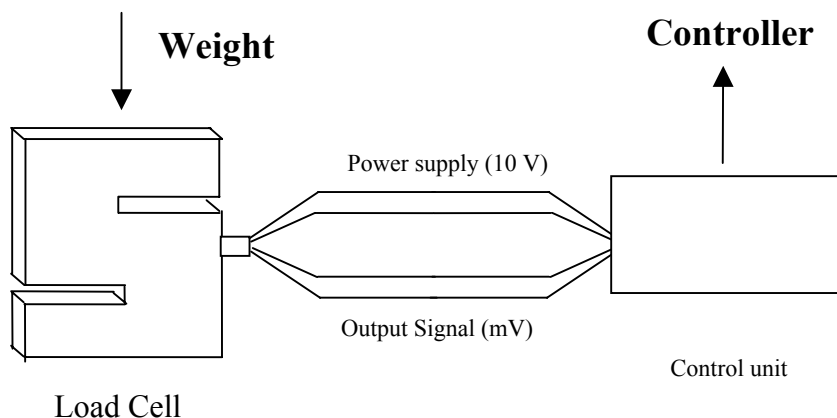 Weight
Controller
Power supply (10 V)
Output Signal (mV)
Control unit
Load Cell